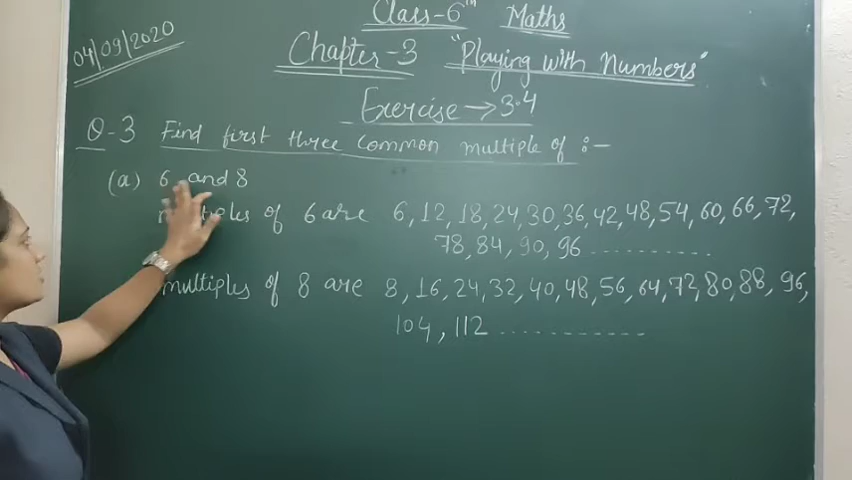 Class-6th Maths
04/09/2020
Chapter-3 "Playing with Numbers"
Exercise → 3.4
Q-3 Find first three common multiple of :-
(a) 6 and 8
multiples of 6 are 6, 12, 18, 24, 30, 36, 42, 48, 54, 60, 66, 72,
78, 84, 90, 96 ..............
multiples of 8 are 8, 16, 24, 32, 40, 48, 56, 64, 72, 80, 88, 96,
104, 112 ..............